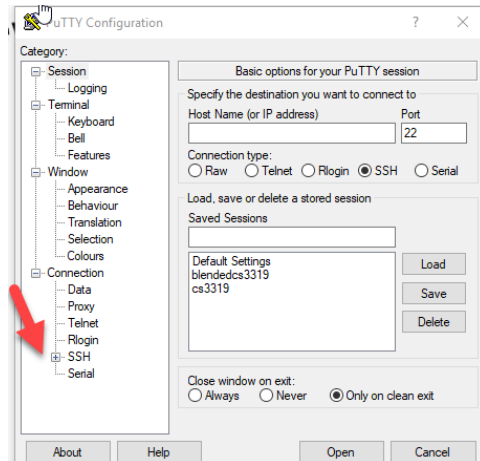 PuTTY Configuration
?
Category:
Session
Logging
Terminal
Keyboard
Bell
Features
Window
Appearance
Behaviour
Translation
Selection
Colours
Connection
Data
Proxy
Telnet
Rlogin
SSH
Serial
Basic options for your PuTTY session
Specify the destination you want to connect to
Host Name (or IP address) Port
22
Connection type:
Raw Telnet Rlogin SSH Serial
Load, save or delete a stored session
Saved Sessions
Default Settings
blendedcs3319
cs3319
Load
Save
Delete
Close window on exit:
Always Never Only on clean exit
About Help Open Cancel